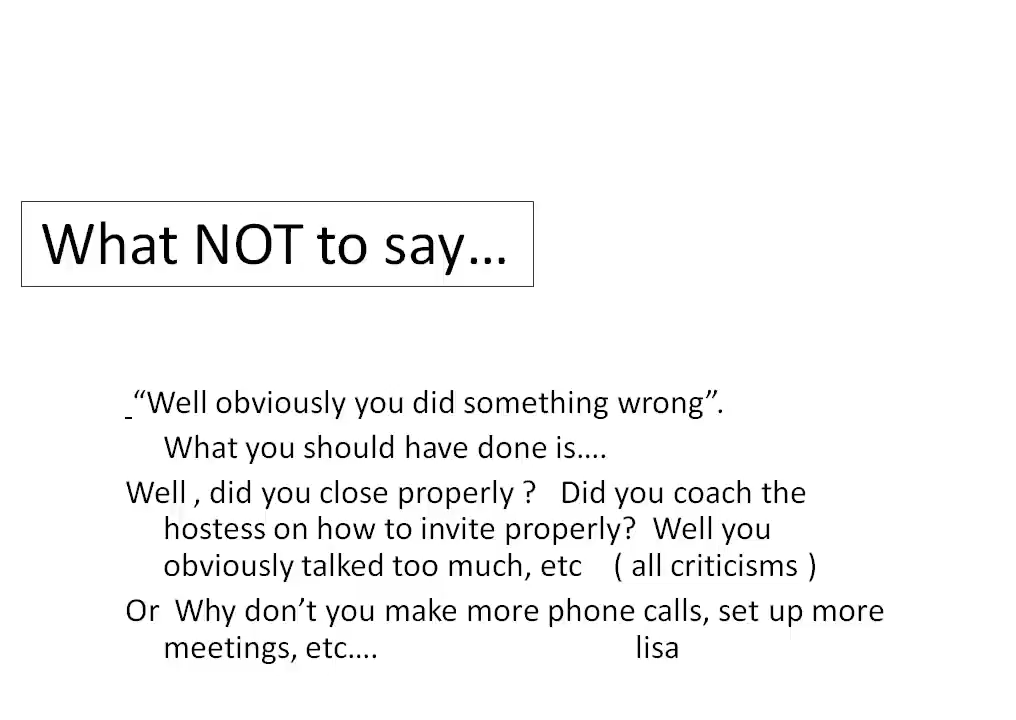 What NOT to say…
“Well obviously you did something wrong”.
What you should have done is….
Well , did you close properly ?   Did you coach the
hostess on how to invite properly?  Well you
obviously talked too much, etc    ( all criticisms )
Or  Why don’t you make more phone calls, set up more
meetings, etc….                                lisa